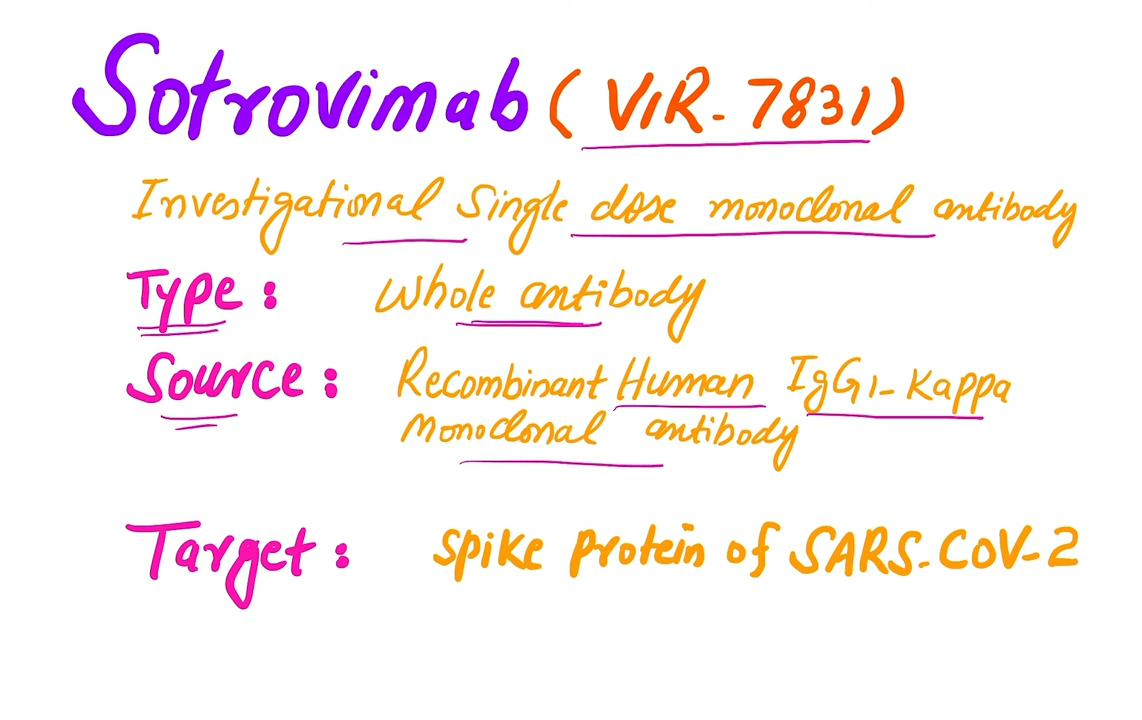 Sotrovimab (VIR-7831)
Investigational Single dose monoclonal antibody
Type: Whole antibody
Source: Recombinant Human IgG1-Kappa
Monoclonal antibody
Target: spike protein of SARS-COV-2